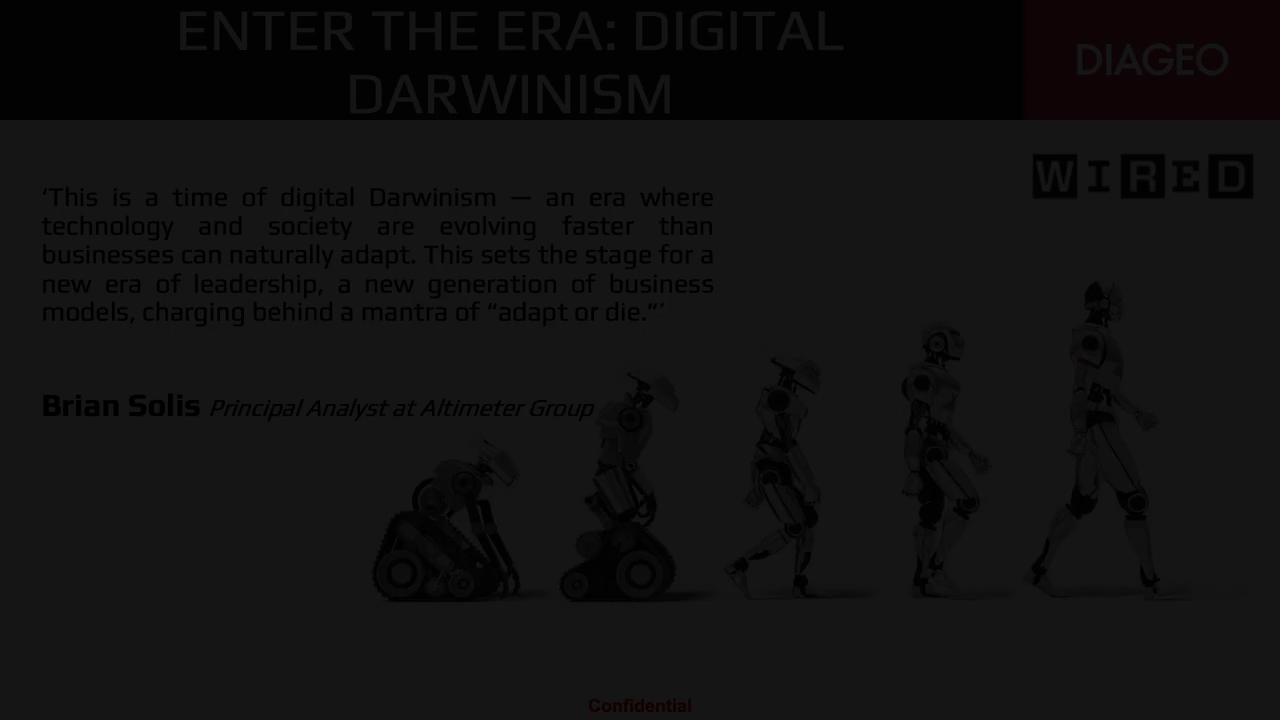 ENTER THE ERA: DIGITAL
DARWINISM
DIAGEO
WIRED
‘This is a time of digital Darwinism — an era where
technology and society are evolving faster than
businesses can naturally adapt. This sets the stage for a
new era of leadership, a new generation of business
models, charging behind a mantra of “adapt or die.“’
Brian Solis Principal Analyst at Altimeter Group
Confidential